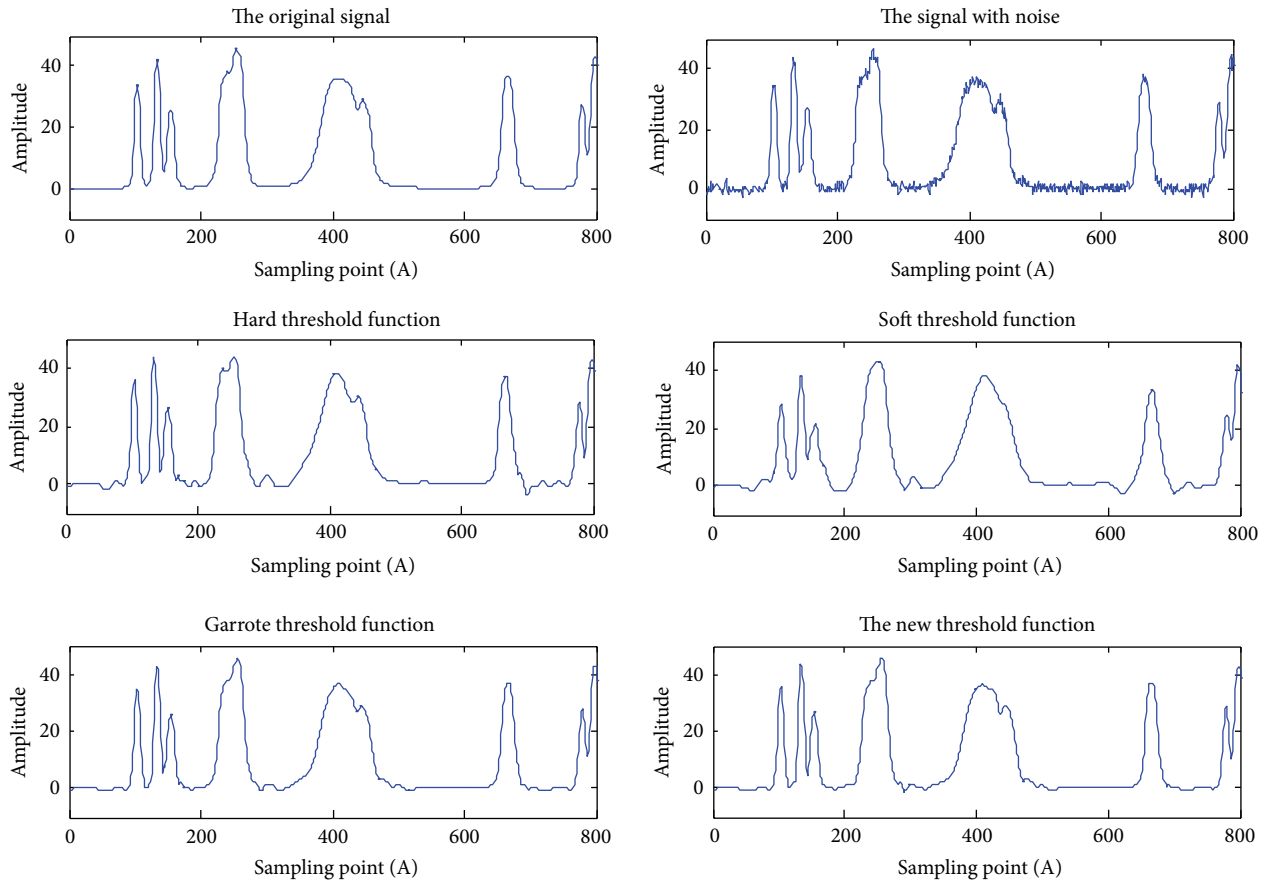 The original signal
Amplitude
40
20
0
0 200 400 600 800
Sampling point (A)
The signal with noise
Amplitude
40
20
0
0 200 400 600 800
Sampling point (A)
Hard threshold function
Amplitude
40
20
0
0 200 400 600 800
Sampling point (A)
Soft threshold function
Amplitude
40
20
0
0 200 400 600 800
Sampling point (A)
Garrote threshold function
Amplitude
40
20
0
0 200 400 600 800
Sampling point (A)
The new threshold function
Amplitude
40
20
0
0 200 400 600 800
Sampling point (A)